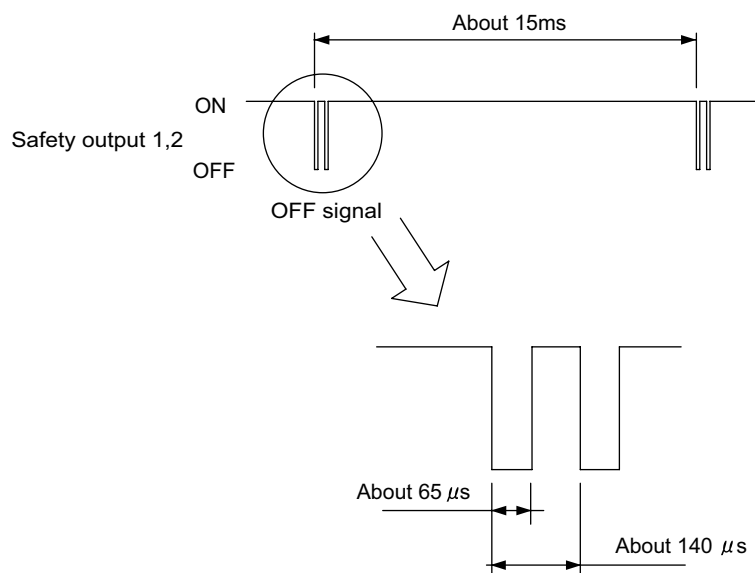 About 15ms
ON
Safety output 1,2
OFF
OFF signal
About 65 μs
About 140 μs